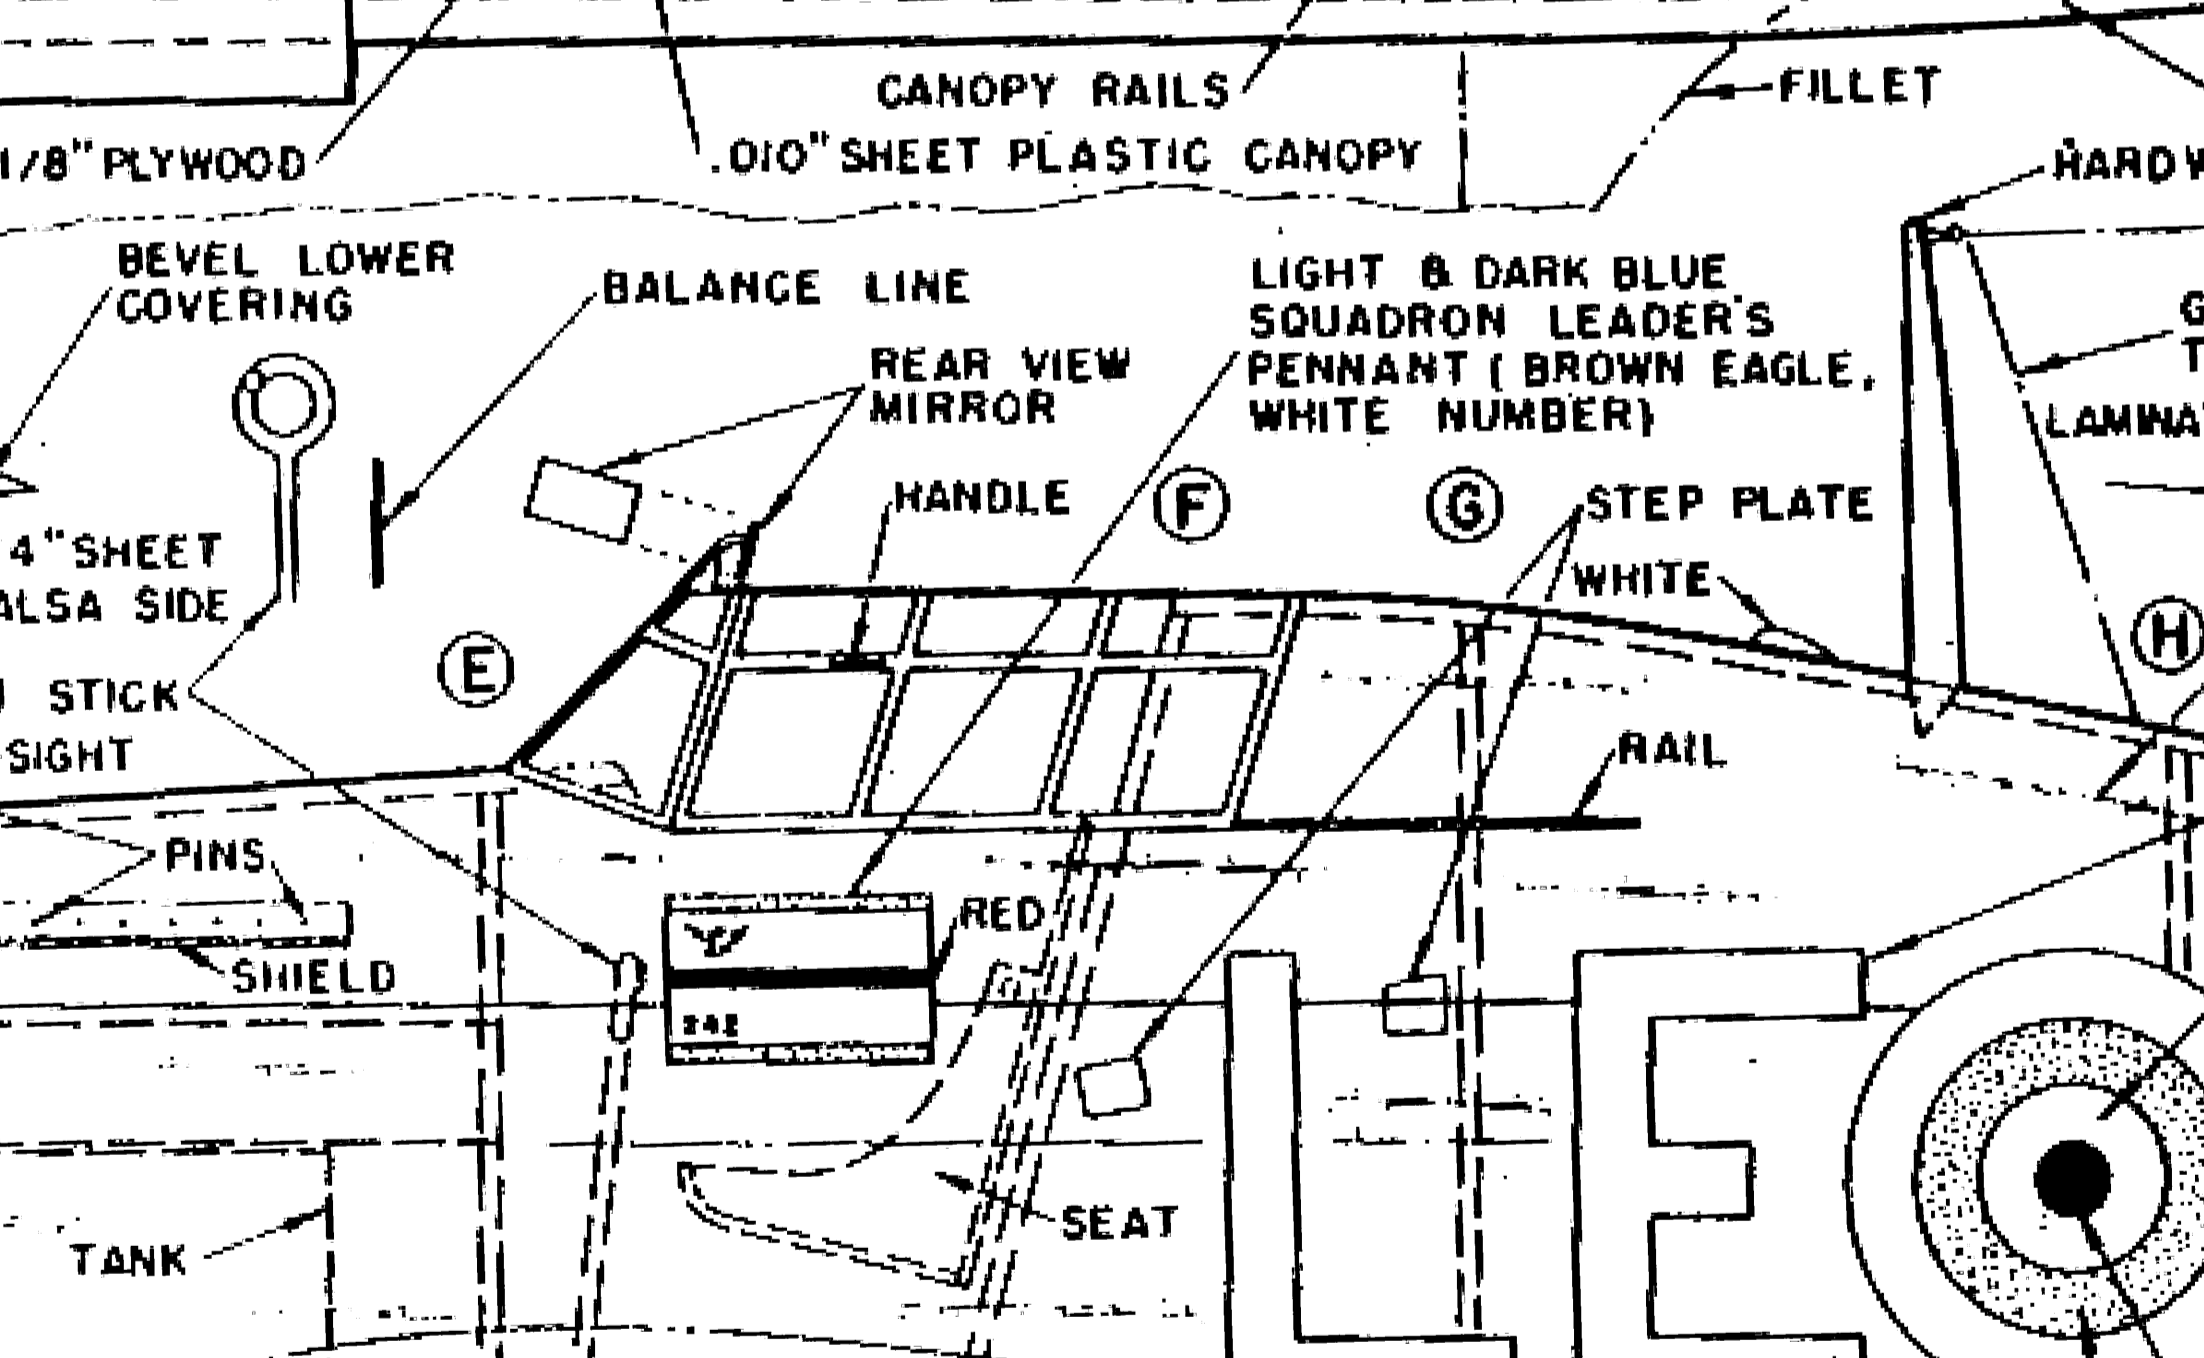 CANOPY RAILS
FILLET
1/8" PLYWOOD
.010" SHEET PLASTIC CANOPY
HARDW
BEVEL LOWER
COVERING
BALANCE LINE
LIGHT & DARK BLUE
SQUADRON LEADER'S
PENNANT (BROWN EAGLE,
WHITE NUMBER)
G
T
REAR VIEW
MIRROR
LAMINA
HANDLE
F
G
STEP PLATE
4" SHEET
ALSA SIDE
WHITE
H
E
STICK
SIGHT
RAIL
PINS
RED
SHIELD
242
SEAT
TANK